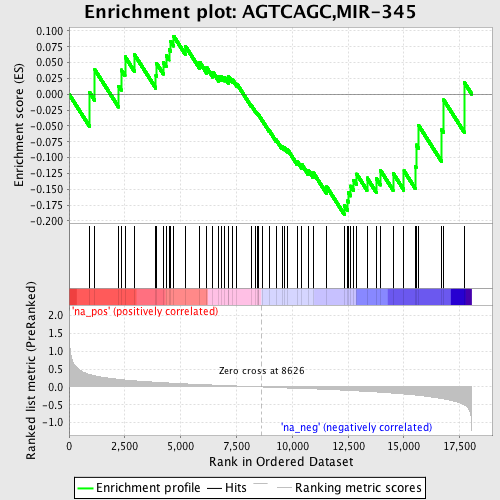 Enrichment plot: AGTCAGC,MIR-345
Enrichment score (ES)
0.100
0.075
0.050
0.025
0.000
-0.025
-0.050
-0.075
-0.100
-0.125
-0.150
-0.175
-0.200
'na_pos' (positively correlated)
Ranked list metric (PreRanked)
2.0
1.5
1.0
0.5
0.0
-0.5
-1.0
Zero cross at 8626
'na_neg' (negatively correlated)
0
2,500
5,000
7,500
10,000
12,500
15,000
17,500
Rank in Ordered Dataset
Enrichment profile
Hits
Ranking metric scores